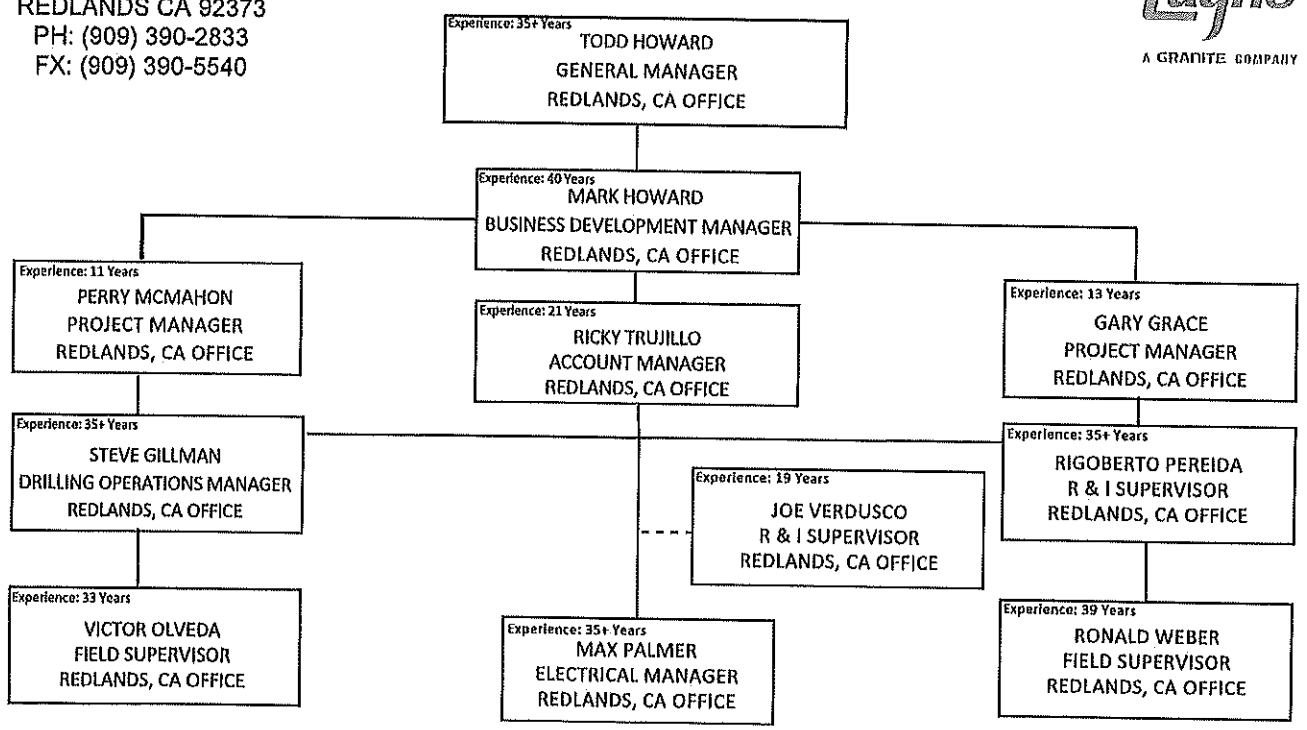 REDLANDS CA 92373
PH: (909) 390-2833
FX: (909) 390-5540
A GRANITE COMPANY
Experience: 35+ Years
TODD HOWARD
GENERAL MANAGER
REDLANDS, CA OFFICE
Experience: 40 Years
MARK HOWARD
BUSINESS DEVELOPMENT MANAGER
REDLANDS, CA OFFICE
Experience: 11 Years
PERRY MCMAHON
PROJECT MANAGER
REDLANDS, CA OFFICE
Experience: 21 Years
RICKY TRUJILLO
ACCOUNT MANAGER
REDLANDS, CA OFFICE
Experience: 13 Years
GARY GRACE
PROJECT MANAGER
REDLANDS, CA OFFICE
Experience: 35+ Years
STEVE GILLMAN
DRILLING OPERATIONS MANAGER
REDLANDS, CA OFFICE
Experience: 35+ Years
RIGOBERTO PEREIDA
R & I SUPERVISOR
REDLANDS, CA OFFICE
Experience: 19 Years
JOE VERDUSCO
R & I SUPERVISOR
REDLANDS, CA OFFICE
Experience: 33 Years
VICTOR OLVEDA
FIELD SUPERVISOR
REDLANDS, CA OFFICE
Experience: 35+ Years
MAX PALMER
ELECTRICAL MANAGER
REDLANDS, CA OFFICE
Experience: 39 Years
RONALD WEBER
FIELD SUPERVISOR
REDLANDS, CA OFFICE